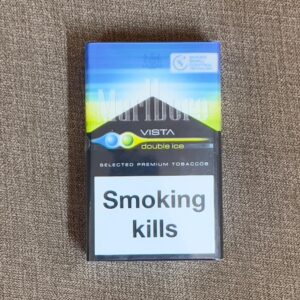 Marlboro
VISTA
double ice
SELECTED PREMIUM TOBACCOS
Smoking
kills